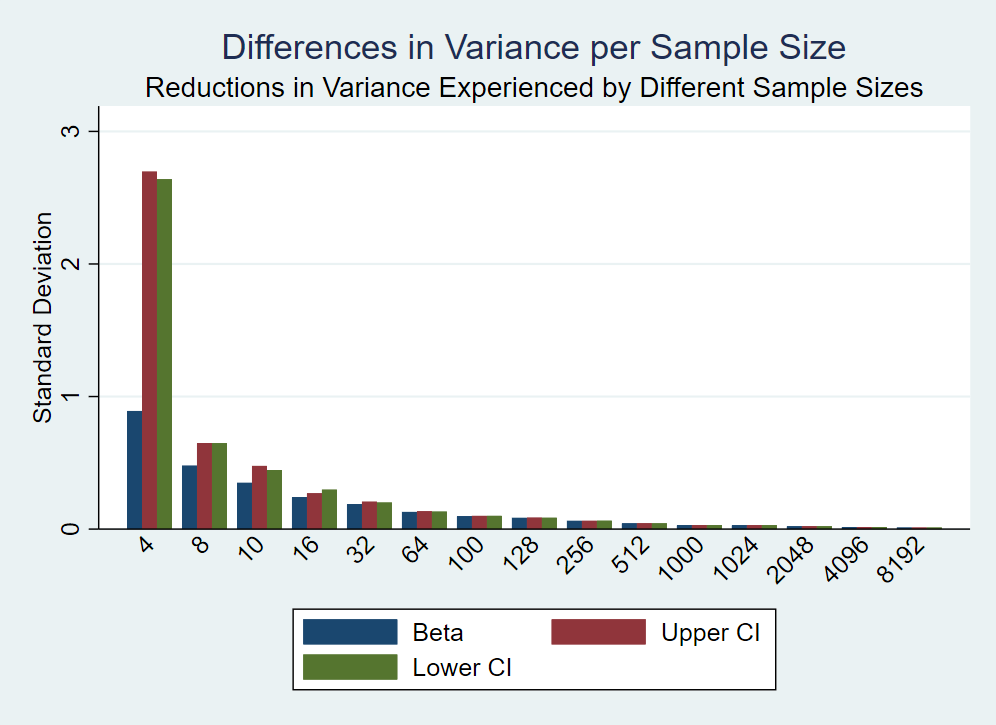 Differences in Variance per Sample Size
Reductions in Variance Experienced by Different Sample Sizes
Standard Deviation
3
2
1
0
4 8 10 16 32 64 100 128 256 512 1000 1024 2048 4096 8192
Beta Upper CI
Lower CI